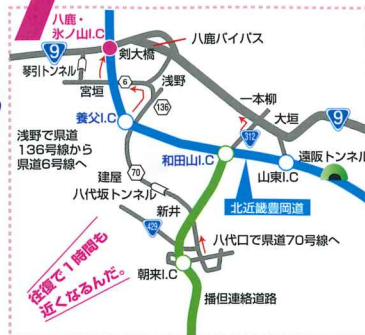 八鹿・
氷ノ山I.C
八鹿バイパス
9
剣大橋
琴引トンネル
宮垣
6
浅野
136
一本柳
大垣
9
養父I.C
312
浅野で県道
136号線から
県道6号線へ
和田山I.C
遠阪トンネル
山東I.C
建屋
70
八代坂トンネル
北近畿豊岡道
新井
429
八代口で県道70号線へ
往復で1時間も
近くなるんだ。
朝来I.C
播但連絡道路